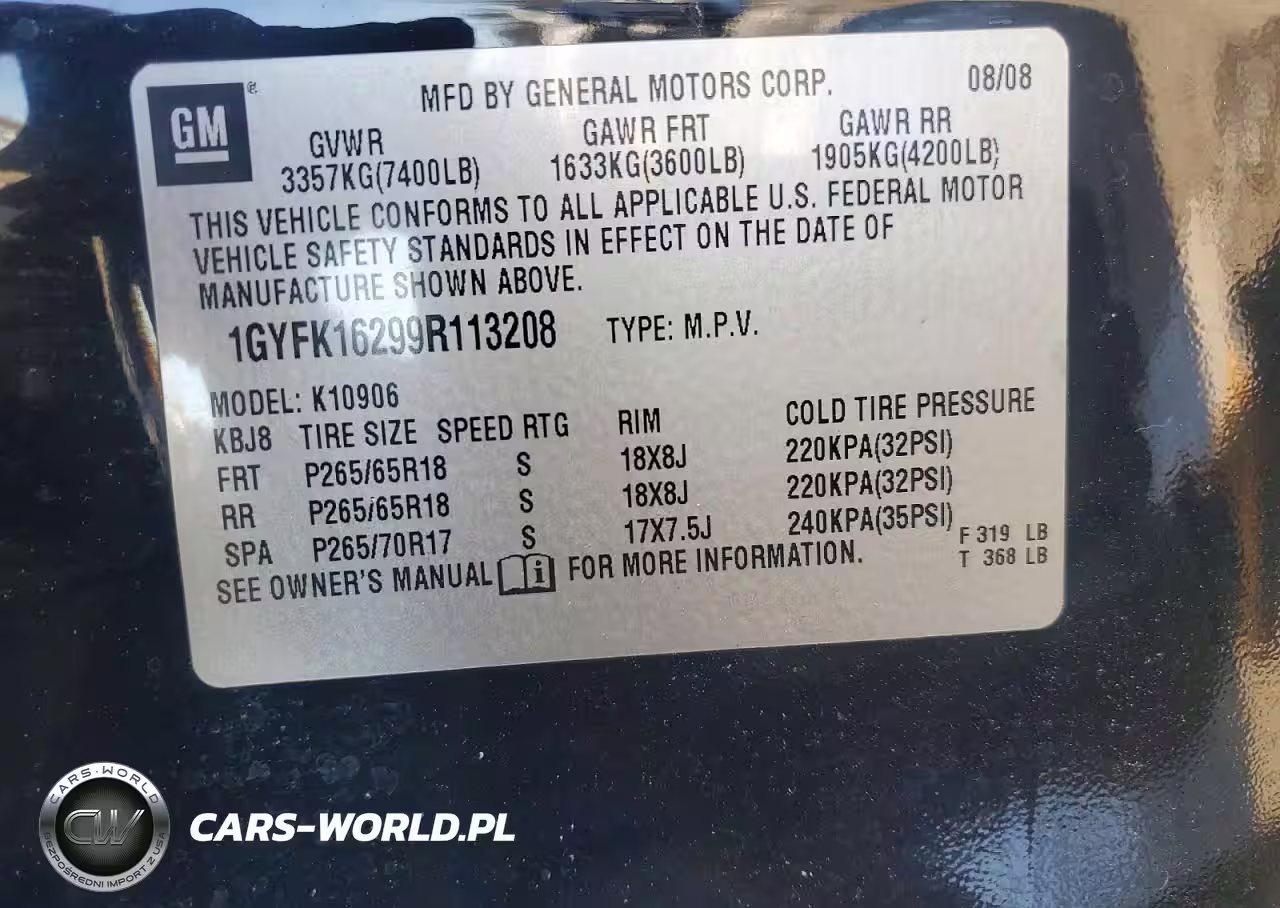 GM®
MFD BY GENERAL MOTORS CORP. 08/08
GVWR GAWR FRT GAWR RR
3357KG(7400LB) 1633KG(3600LB) 1905KG(4200LB)
THIS VEHICLE CONFORMS TO ALL APPLICABLE U.S. FEDERAL MOTOR
VEHICLE SAFETY STANDARDS IN EFFECT ON THE DATE OF
MANUFACTURE SHOWN ABOVE.
1GYFK16299R113208 TYPE: M.P.V.
MODEL: K10906
KBJ8 TIRE SIZE SPEED RTG RIM COLD TIRE PRESSURE
FRT P265/65R18 S 18X8J 220KPA(32PSI)
RR P265/65R18 S 18X8J 220KPA(32PSI)
SPA P265/70R17 S 17X7.5J 240KPA(35PSI)
SEE OWNER'S MANUAL i FOR MORE INFORMATION.
F 319 LB
T 368 LB
CARS-WORLD
CW
BEZPOŚREDNI IMPORT Z USA
CARS-WORLD.PL